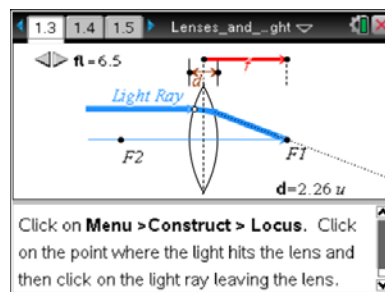 1.3 1.4 1.5 Lenses_and_…ght
fl=6.5
f
d
Light Ray
F2 F1
d=2.26 u
Click on Menu >Construct > Locus. Click
on the point where the light hits the lens and
then click on the light ray leaving the lens.